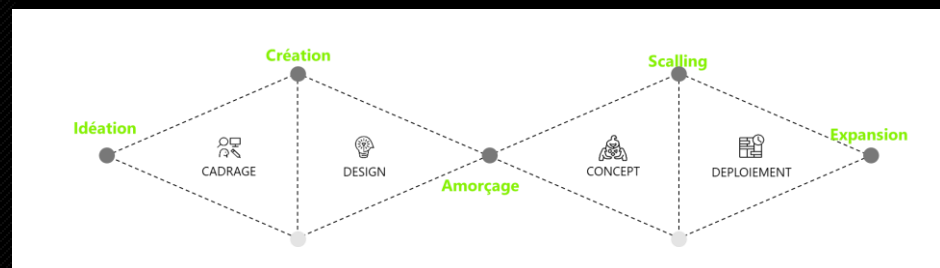 Création
Scalling
Idéation
Expansion
CADRAGE
DESIGN
CONCEPT
DEPLOIEMENT
Amorçage